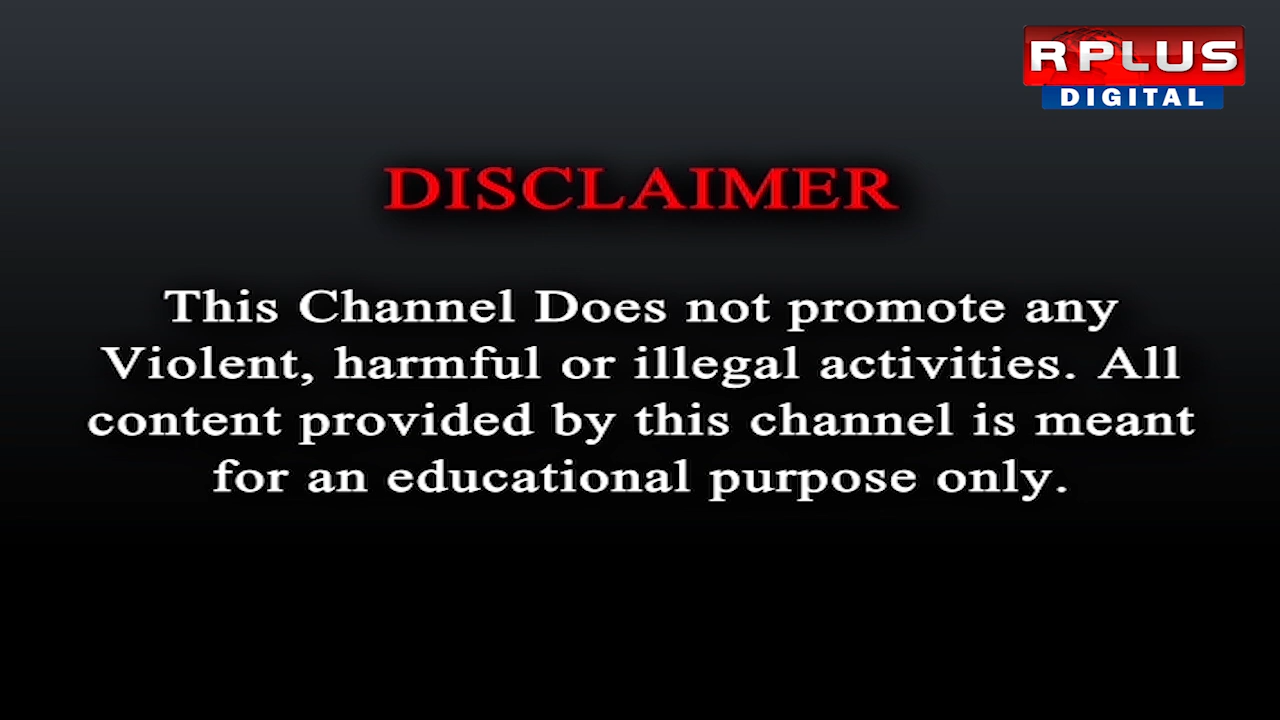 RPLUS
DIGITAL
DISCLAIMER
This Channel Does not promote any
Violent, harmful or illegal activities. All
content provided by this channel is meant
for an educational purpose only.